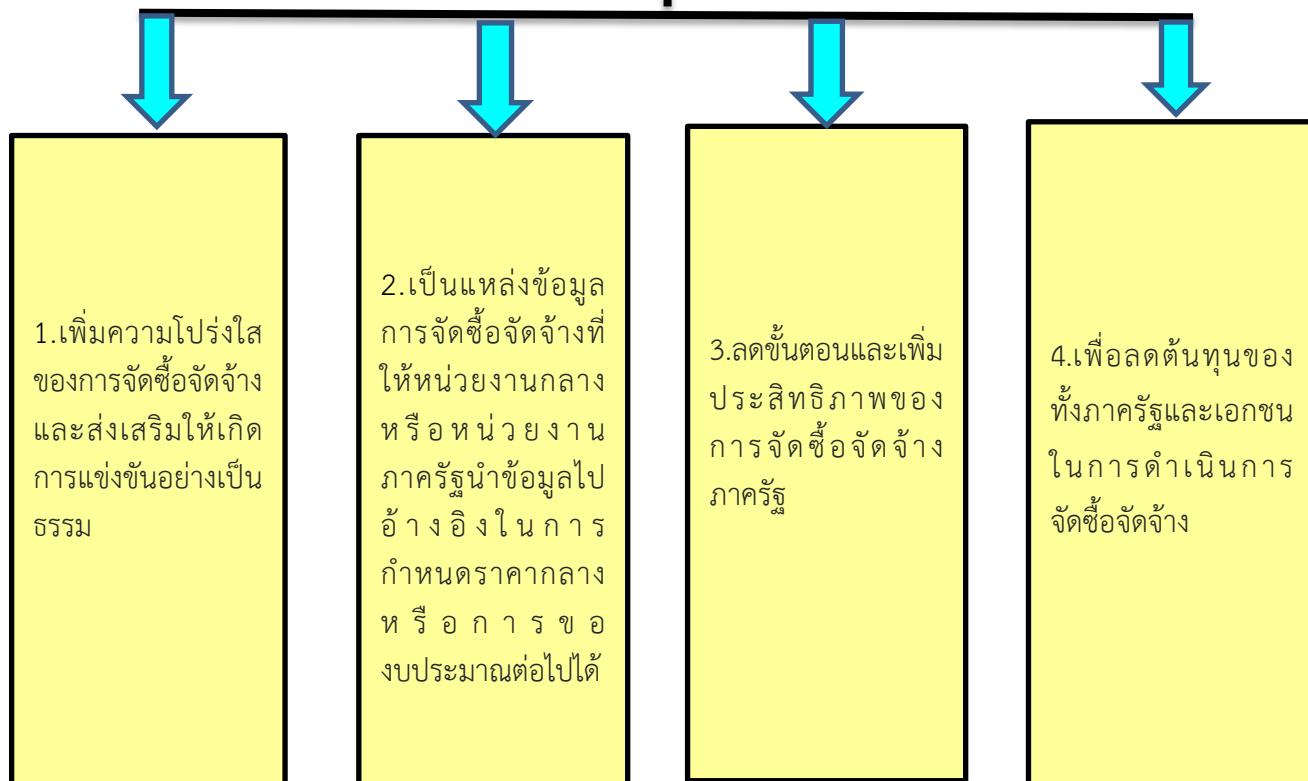 1.เพิ่มความโปร่งใส
ของการจัดซื้อจัดจ้าง
และส่งเสริมให้เกิด
การแข่งขันอย่างเป็น
ธรรม
2.เป็นแหล่งข้อมูล
การจัดซื้อจัดจ้างที่
ให้หน่วยงานกลาง
หรือหน่วยงาน
ภาครัฐนำข้อมูลไป
อ้างอิงในการ
กำหนดราคากลาง
หรือการขอ
งบประมาณต่อไปได้
3.ลดขั้นตอนและเพิ่ม
ประสิทธิภาพของ
การจัดซื้อจัดจ้าง
ภาครัฐ
4.เพื่อลดต้นทุนของ
ทั้งภาครัฐและเอกชน
ในการดำเนินการ
จัดซื้อจัดจ้าง